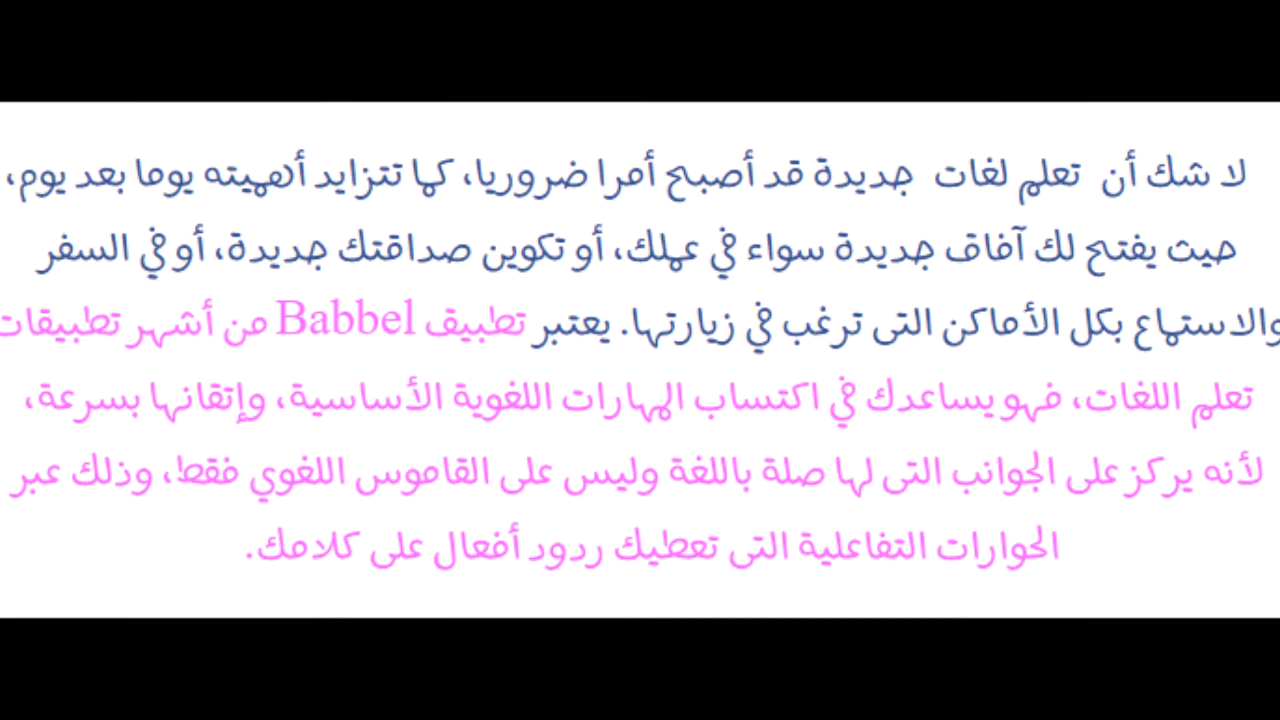 لا شك أن تعلم لغات جديدة قد أصبح أمرا ضروريا، كما تتزايد أهميته يوما بعد يوم،
حيث يفتح لك آفاق جديدة سواء في عملك، أو تكوين صداقتك جديدة، أو في السفر
والاستماع بكل الأماكن التى ترغب في زيارتها. يعتبر تطبيق Babbel من أشهر تطبيقات
تعلم اللغات، فهو يساعدك في اكتساب المهارات اللغوية الأساسية، وإتقانها بسرعة،
لأنه يركز على الجوانب التى لها صلة باللغة وليس على القاموس اللغوي فقط، وذلك عبر
الحوارات التفاعلية التى تعطيك ردود أفعال على كلامك.